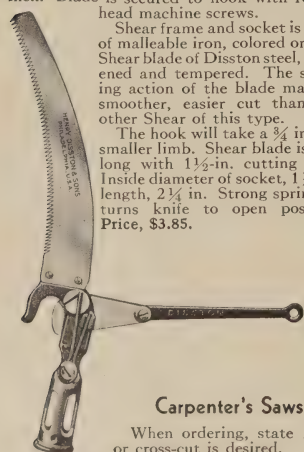 head machine screws.
Shear frame and socket is
of malleable iron, colored or
Shear blade of Disston steel,
ened and tempered. The s
ing action of the blade ma
smoother, easier cut than
other Shear of this type.
The hook will take a ¾ in
smaller limb. Shear blade is
long with 1½-in. cutting
Inside diameter of socket, 1
length, 2¼ in. Strong sprin
turns knife to open pos
Price, $3.85.
HENRY DISSTON & SONS
PHILADELPHIA, U.S.A.
DISSTON
Carpenter's Saws
When ordering, state
or cross-cut is desired.